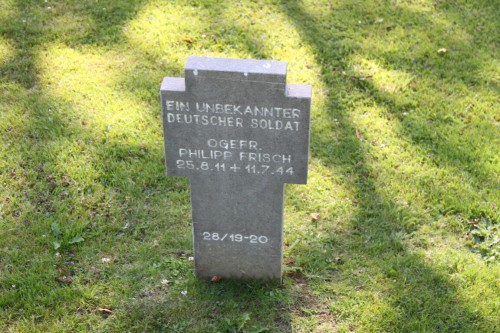 EIN UNBEKANNTER
DEUTSCHER SOLDAT
OGEFR.
PHILIPP FRISCH
25.8.11 + 11.7.44
28/19-20